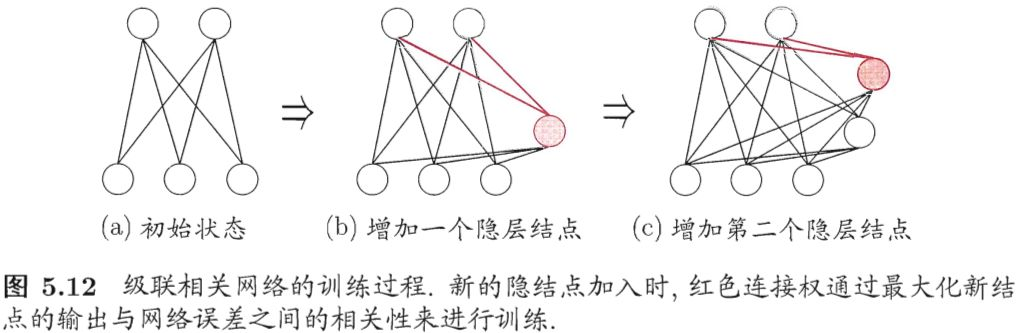 (a) 初始状态 (b) 增加一个隐层结点 (c) 增加第二个隐层结点
图 5.12 级联相关网络的训练过程. 新的隐结点加入时, 红色连接权通过最大化新结
点的输出与网络误差之间的相关性来进行训练.